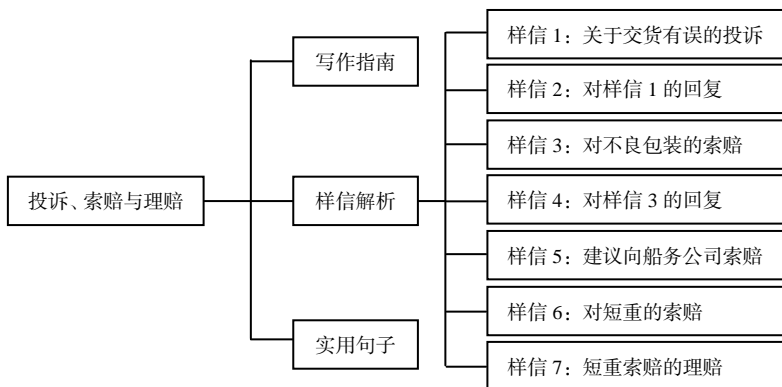 投诉、索赔与理赔
写作指南
样信解析
实用句子
样信 1：关于交货有误的投诉
样信 2：对样信 1 的回复
样信 3：对不良包装的索赔
样信 4：对样信 3 的回复
样信 5：建议向船务公司索赔
样信 6：对短重的索赔
样信 7：短重索赔的理赔